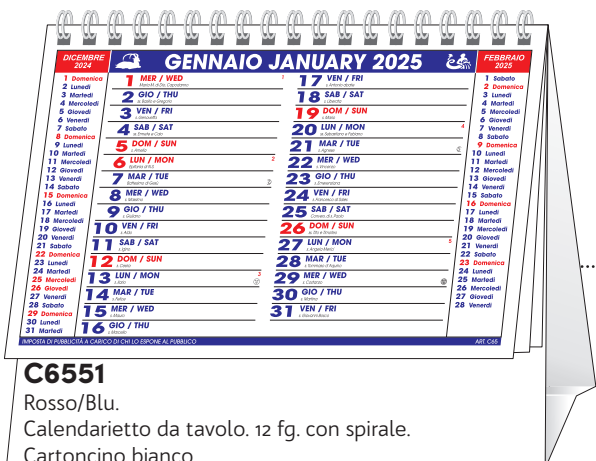 DICEMBRE
2024
GENNAIO JANUARY 2025
FEBBRAIO
2025
1 Domenica
2 Lunedì
3 Martedì
4 Mercoledì
5 Giovedì
6 Venerdì
7 Sabato
8 Domenica
9 Lunedì
10 Martedì
11 Mercoledì
12 Giovedì
13 Venerdì
14 Sabato
15 Domenica
16 Lunedì
17 Martedì
18 Mercoledì
19 Giovedì
20 Venerdì
21 Sabato
22 Domenica
23 Lunedì
24 Martedì
25 Mercoledì
26 Giovedì
27 Venerdì
28 Sabato
29 Domenica
30 Lunedì
31 Martedì
1 MER / WED 1
2 GIO / THU
3 VEN / FRI
4 SAB / SAT
5 DOM / SUN
6 LUN / MON 2
7 MAR / TUE
8 MER / WED
9 GIO / THU
10 VEN / FRI
11 SAB / SAT
12 DOM / SUN
13 LUN / MON 3
14 MAR / TUE
15 MER / WED
16 GIO / THU
17 VEN / FRI
18 SAB / SAT
19 DOM / SUN
20 LUN / MON 4
21 MAR / TUE
22 MER / WED
23 GIO / THU
24 VEN / FRI
25 SAB / SAT
26 DOM / SUN
27 LUN / MON 5
28 MAR / TUE
29 MER / WED
30 GIO / THU
31 VEN / FRI
1 Sabato
2 Domenica
3 Lunedì
4 Martedì
5 Mercoledì
6 Giovedì
7 Venerdì
8 Sabato
9 Domenica
10 Lunedì
11 Martedì
12 Mercoledì
13 Giovedì
14 Venerdì
15 Sabato
16 Domenica
17 Lunedì
18 Martedì
19 Mercoledì
20 Giovedì
21 Venerdì
22 Sabato
23 Domenica
24 Lunedì
25 Martedì
26 Mercoledì
27 Giovedì
28 Venerdì
IMPOSTA DI PUBBLICITÀ A CARICO DI CHI LO ESPONE AL PUBBLICO
ART. C65
...
C6551
Rosso/Blu.
Calendarietto da tavolo. 12 fg. con spirale.
Cartoncino bianco